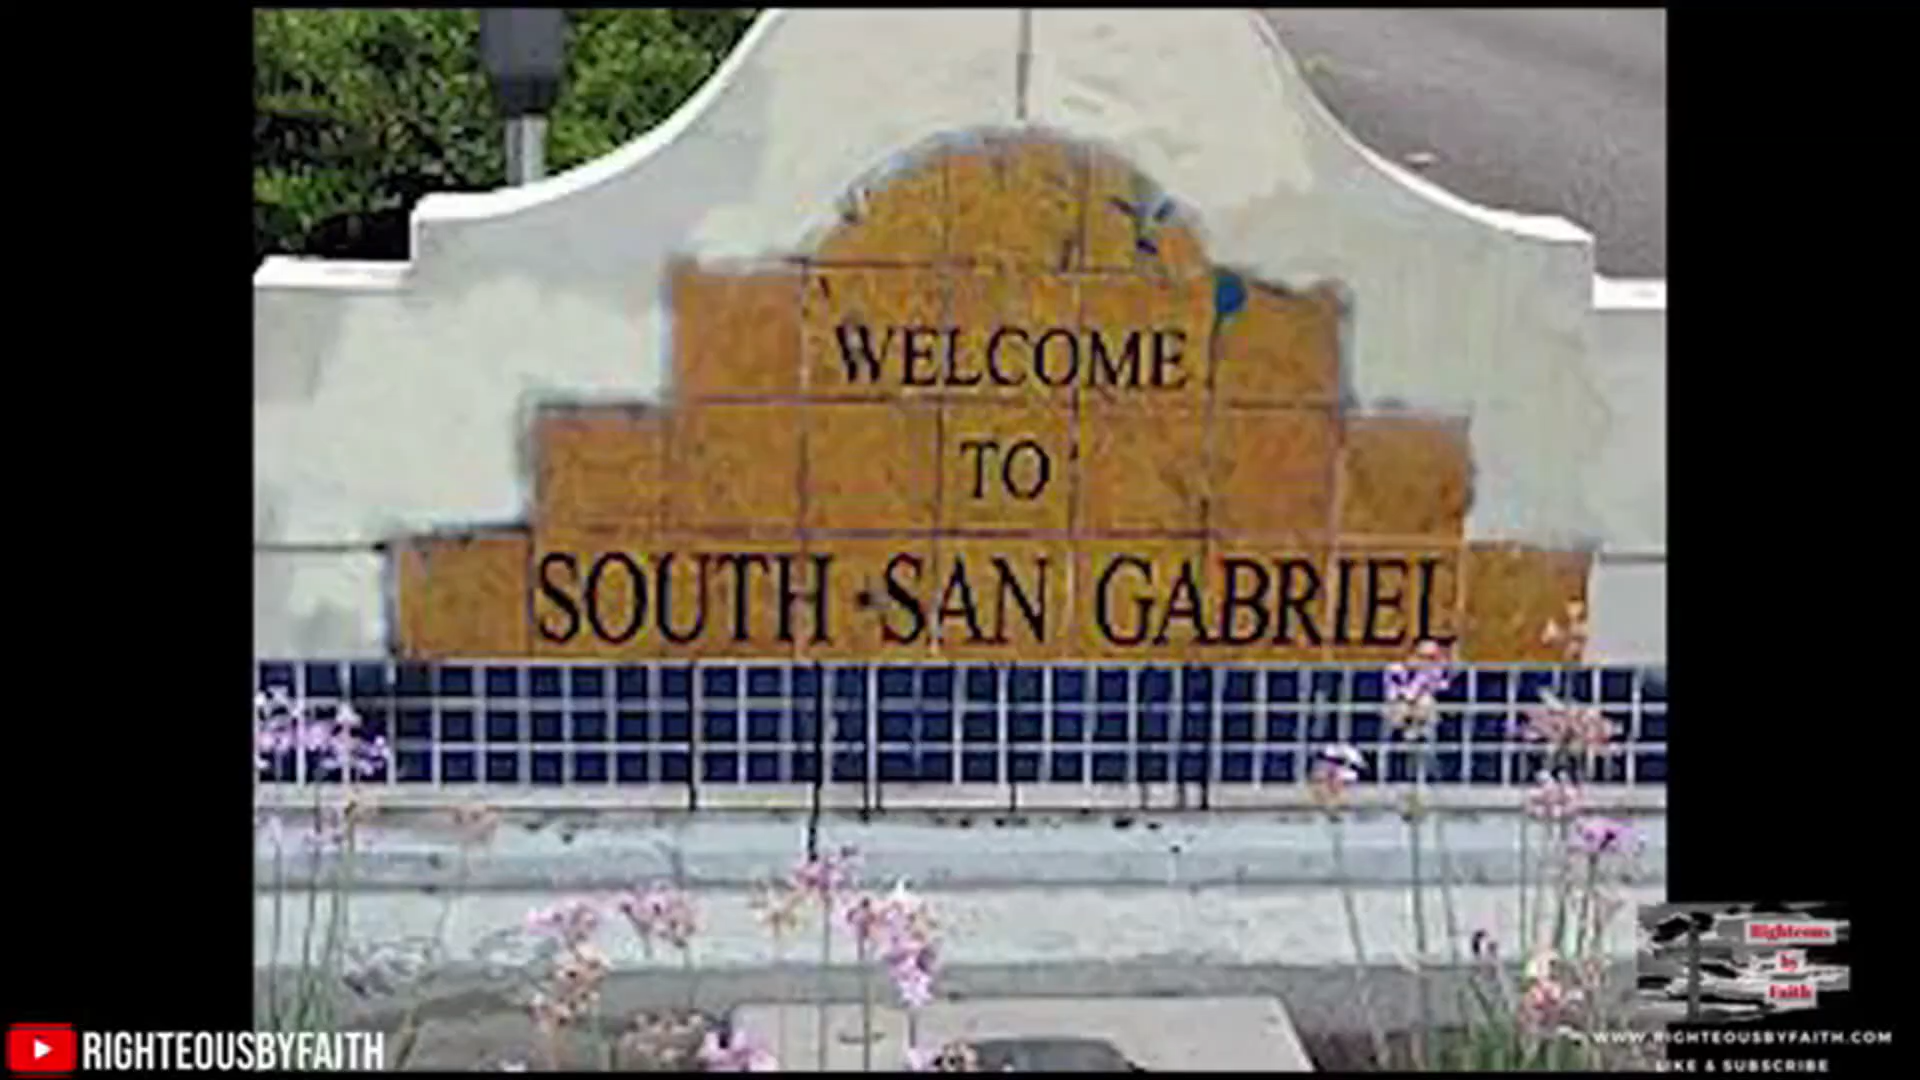 WELCOME
TO
SOUTH SAN GABRIEL
Righteous
by
Faith
WWW.RIGHTEOUSBYFAITH.COM
LIKE & SUBSCRIBE
RIGHTEOUSBYFAITH